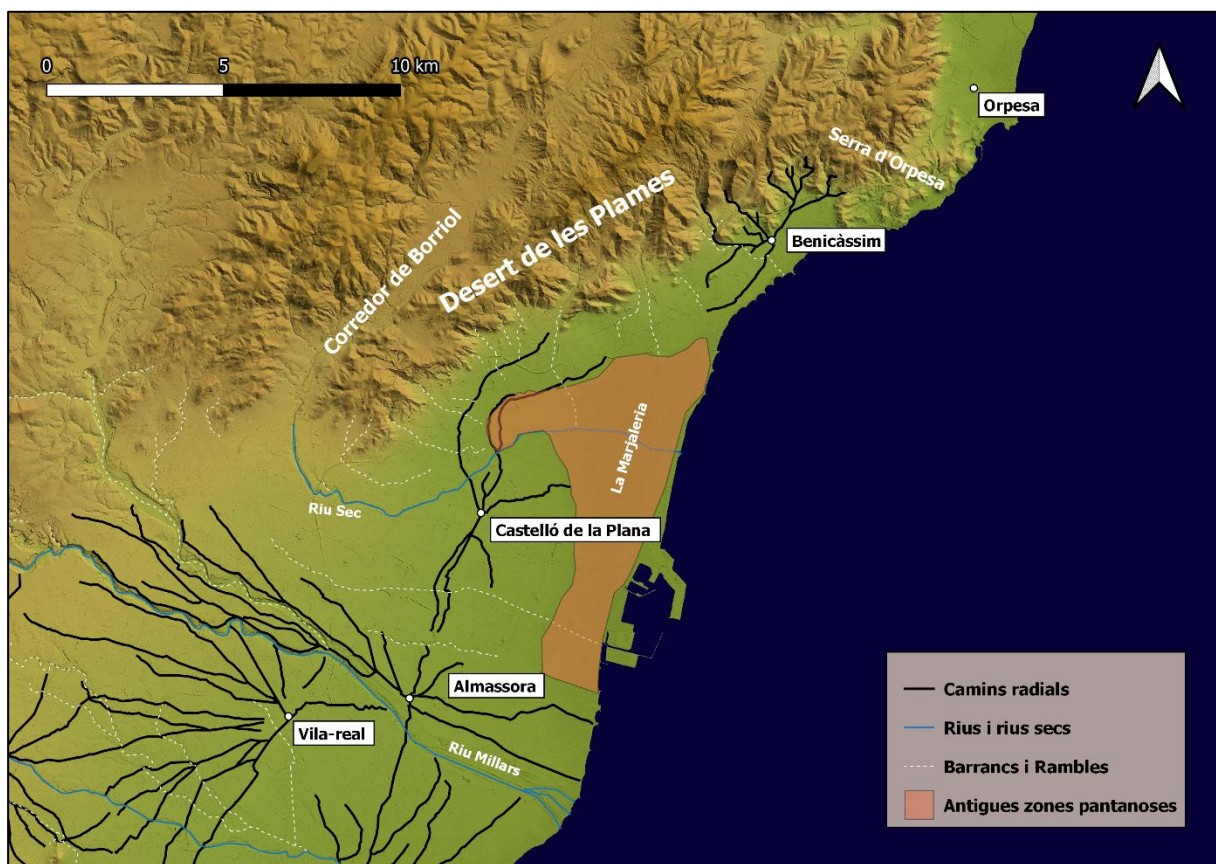 0 5 10 km
Orpesa
Serra d'Orpesa
Desert de les Plames
Benicàssim
Corredor de Borriol
La Marjaleria
Riu Sec
Castelló de la Plana
Almassora
Vila-real
Riu Millars
Camins radials
Rius i rius secs
Barrancs i Rambles
Antigues zones pantanoses